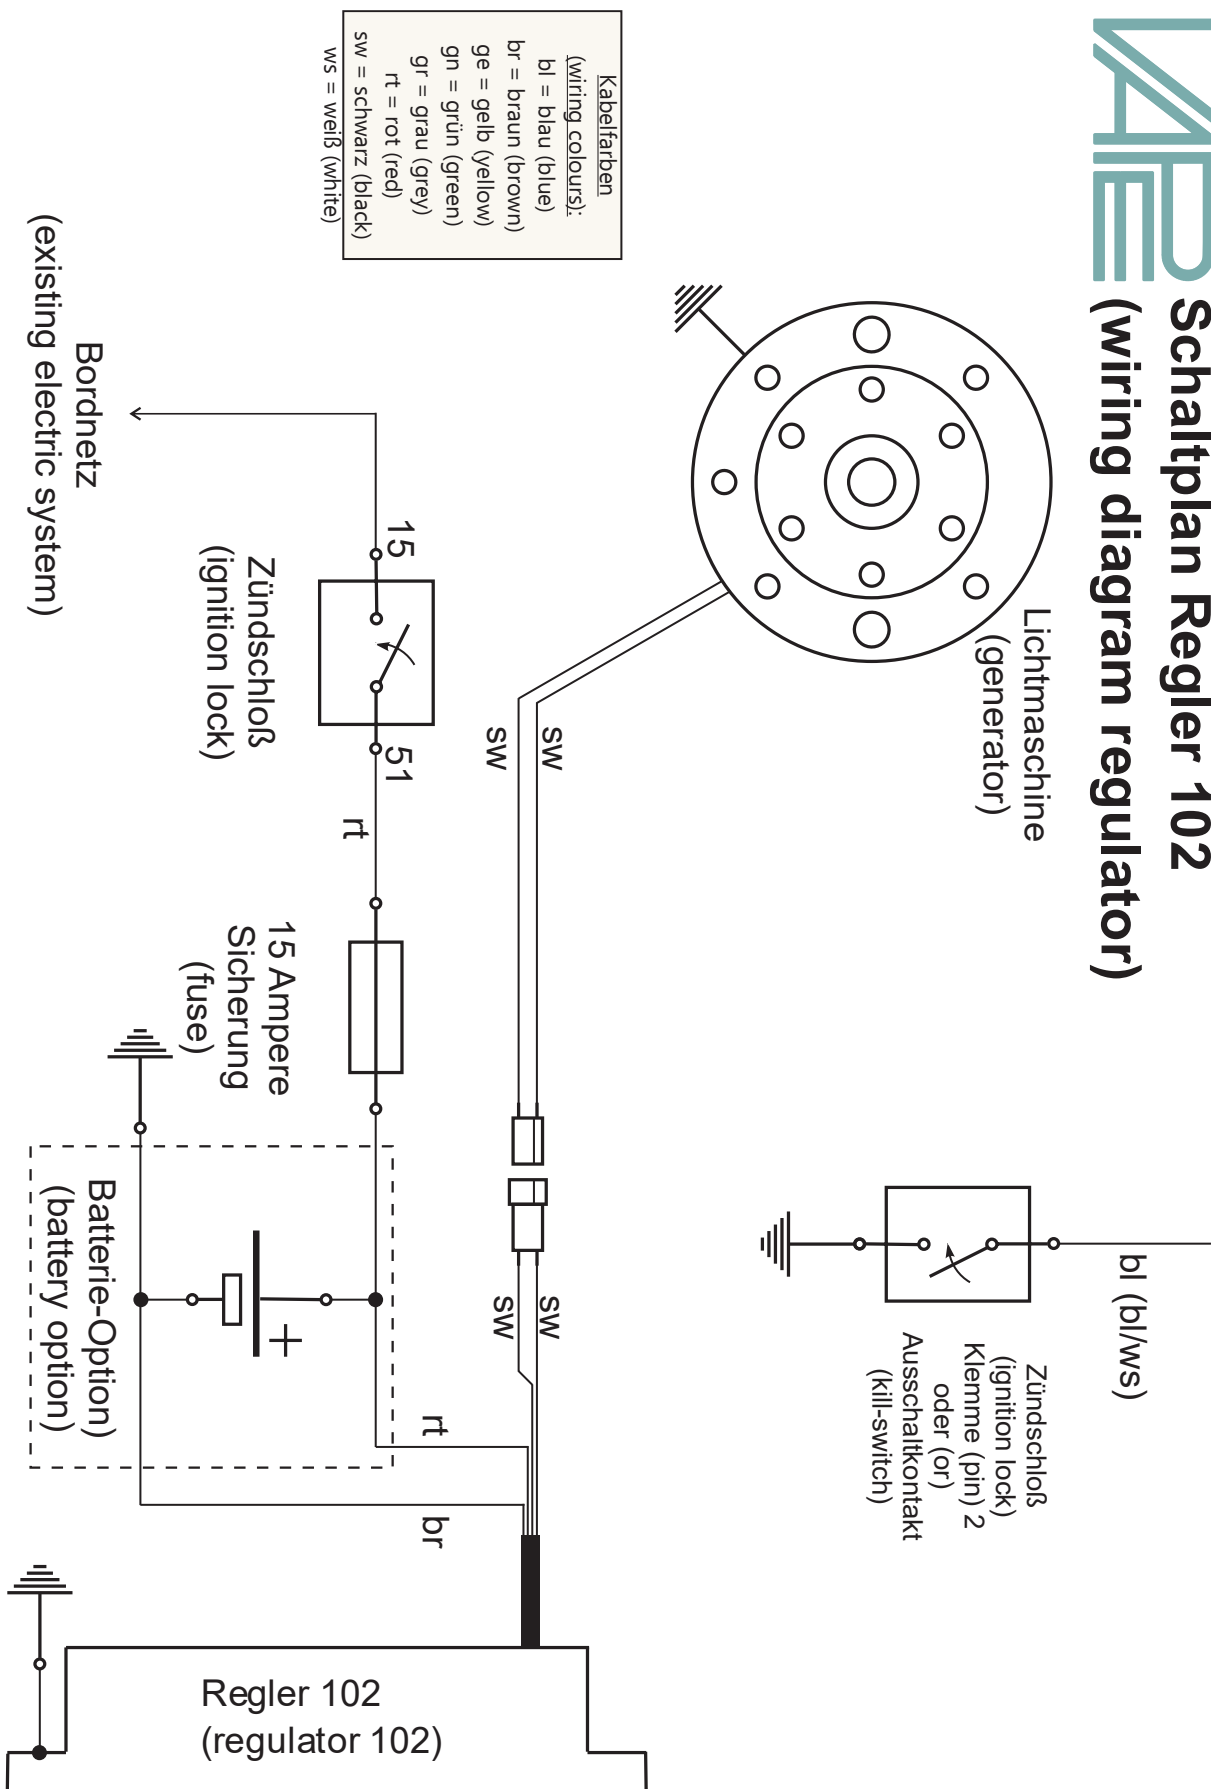 VAPE
Schaltplan Regler 102
(wiring diagram regulator)
Kabelfarben
(wiring colours):
bl = blau (blue)
br = braun (brown)
ge = gelb (yellow)
gn = grün (green)
gr = grau (grey)
rt = rot (red)
sw = schwarz (black)
ws = weiß (white)
Lichtmaschine
(generator)
sw
sw
sw
sw
bl (bl/ws)
Zündschloß
(ignition lock)
Klemme (pin) 2
oder (or)
Ausschaltkontakt
(kill-switch)
Bordnetz
(existing electric system)
15
51
Zündschloß
(ignition lock)
rt
15 Ampere
Sicherung
(fuse)
+
Batterie-Option)
(battery option)
rt
br
Regler 102
(regulator 102)